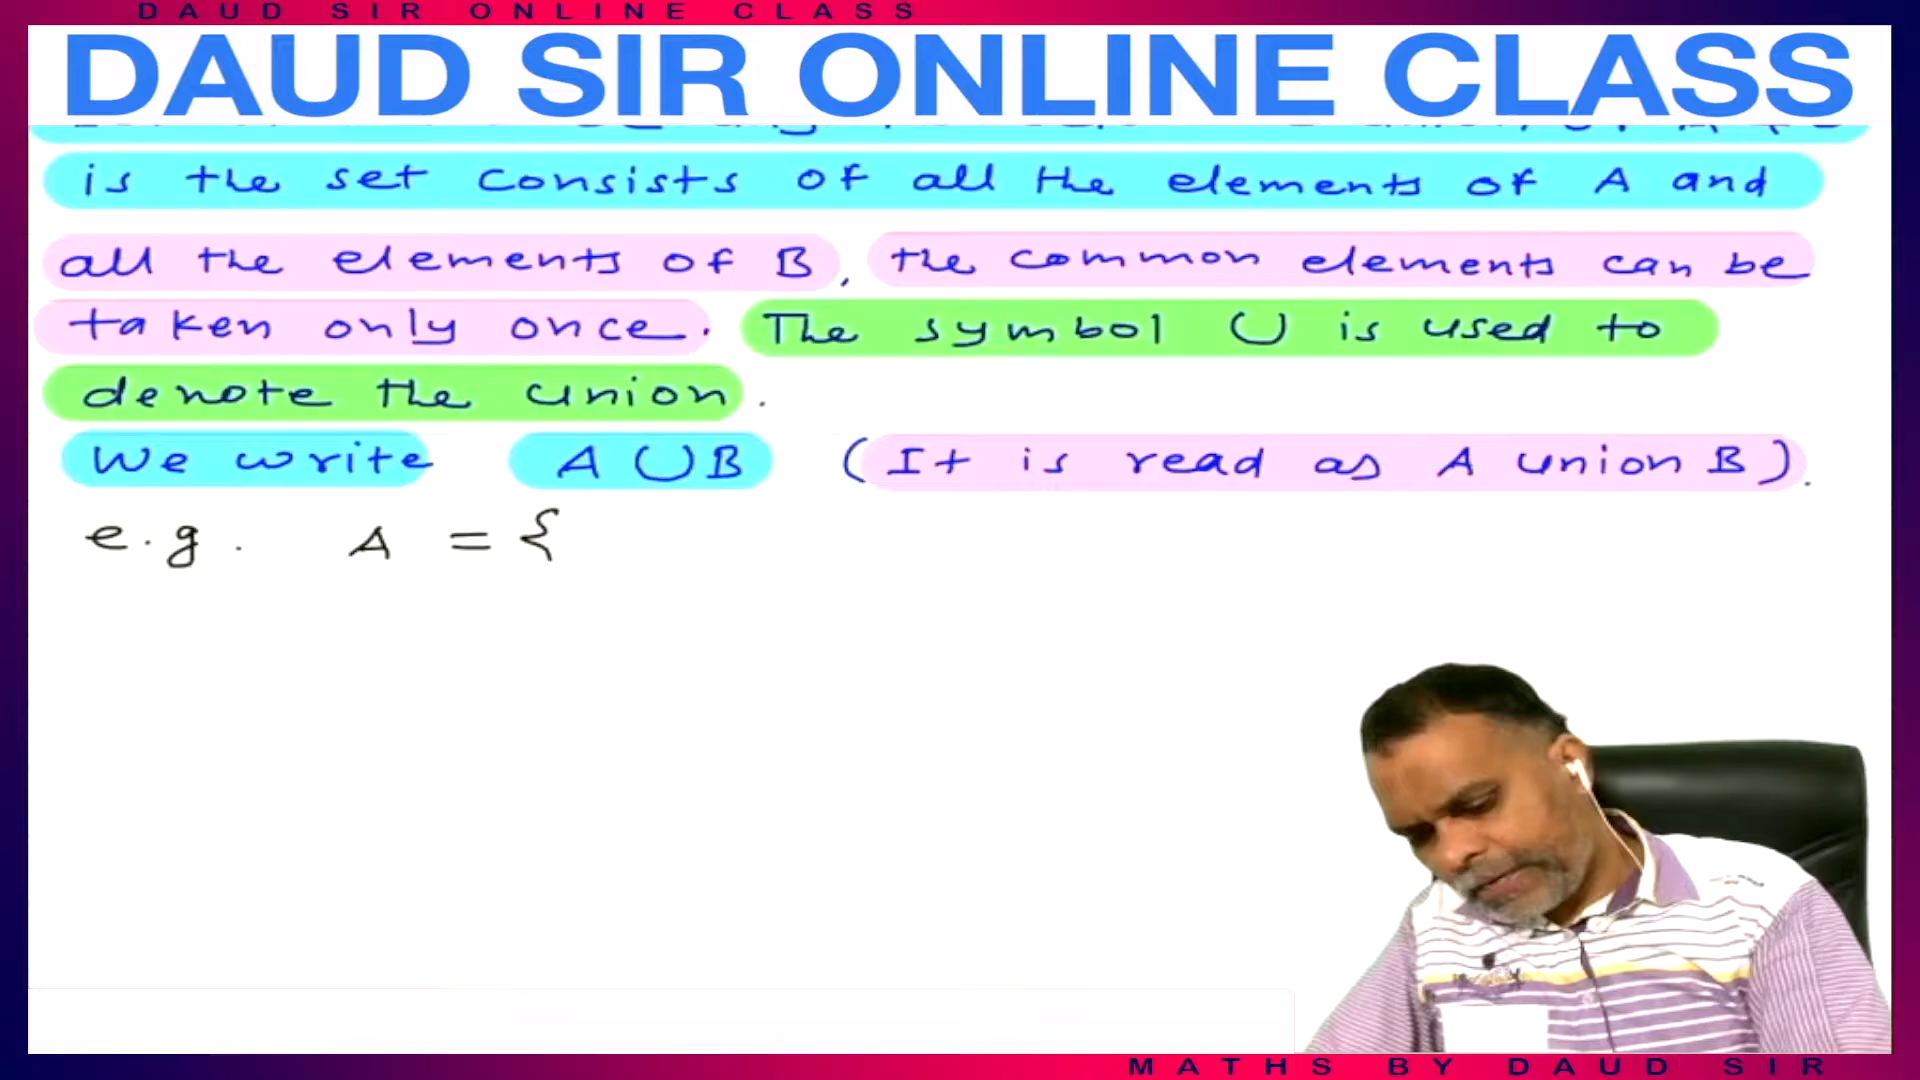 DAUD SIR ONLINE CLASS
DAUD SIR ONLINE CLASS
is the set consists of all the elements of A and
all the elements of B, the common elements can be
taken only once. The symbol ∪ is used to
denote the union.
We write A ∪ B (It is read as A union B).
e.g. A = {
MATHS BY DAUD SIR